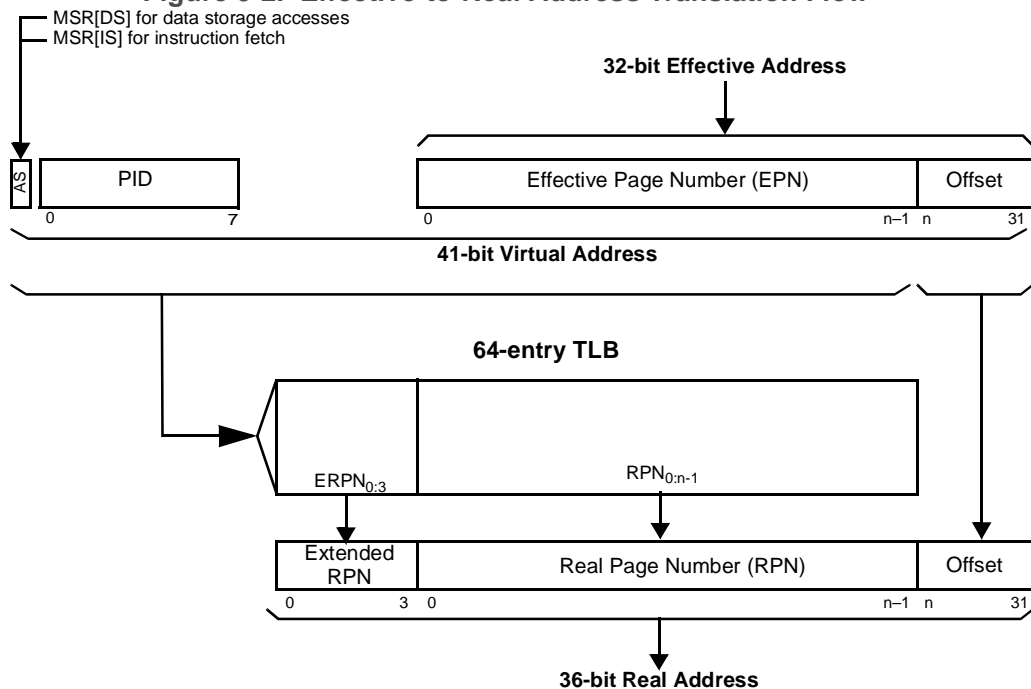 MSR[DS] for data storage accesses
MSR[IS] for instruction fetch
32-bit Effective Address
AS
PID
Effective Page Number (EPN)
Offset
0 7 0 n–1 n 31
41-bit Virtual Address
64-entry TLB
ERPN0:3
RPN0:n-1
Extended RPN
Real Page Number (RPN)
Offset
0 3 0 n–1 n 31
36-bit Real Address